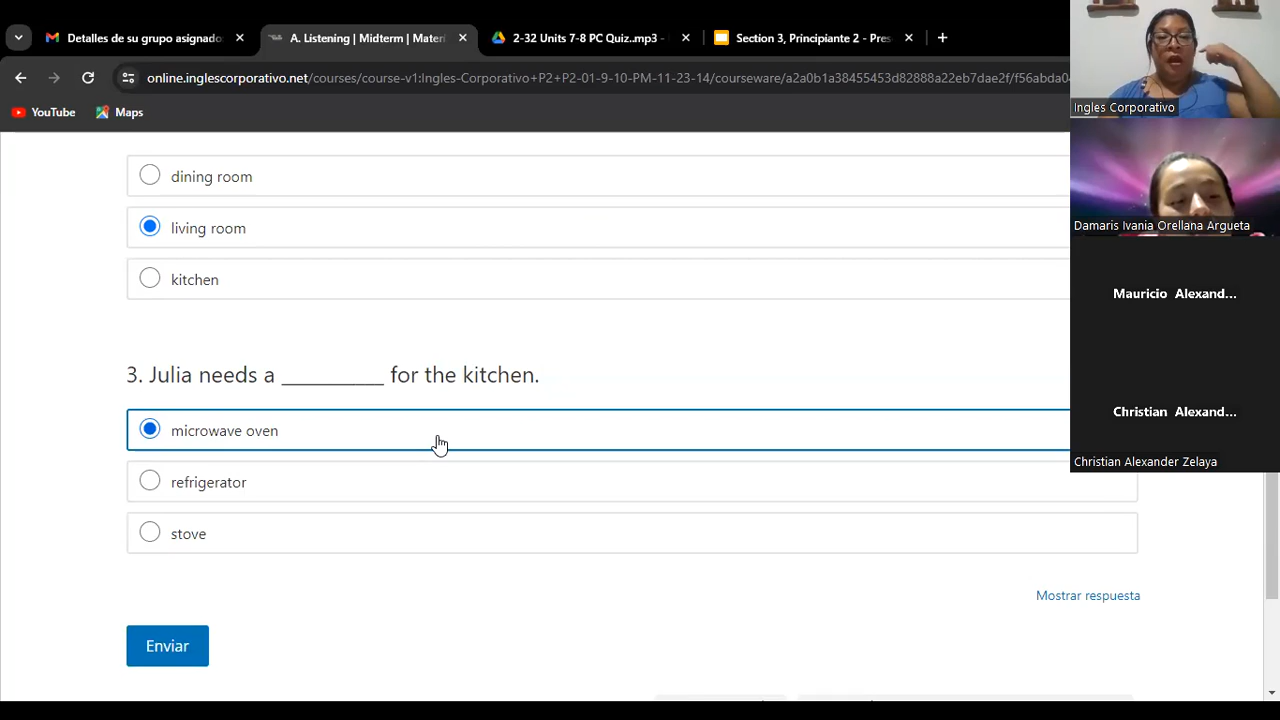 Detalles de su grupo asignado
A. Listening | Midterm | Mater
2-32 Units 7-8 PC Quiz..mp3 -
Section 3, Principiante 2 - Pres
online.inglescorporativo.net/courses/course-v1:Ingles-Corporativo+P2+P2-01-9-10-PM-11-23-14/courseware/a2a0b1a38455453d82888a22eb7dae2f/f56abda0
YouTube
Maps
Ingles Corporativo
dining room
living room
Damaris Ivania Orellana Argueta
kitchen
Mauricio Alexand...
3. Julia needs a __________ for the kitchen.
Christian Alexand...
microwave oven
Christian Alexander Zelaya
refrigerator
stove
Mostrar respuesta
Enviar